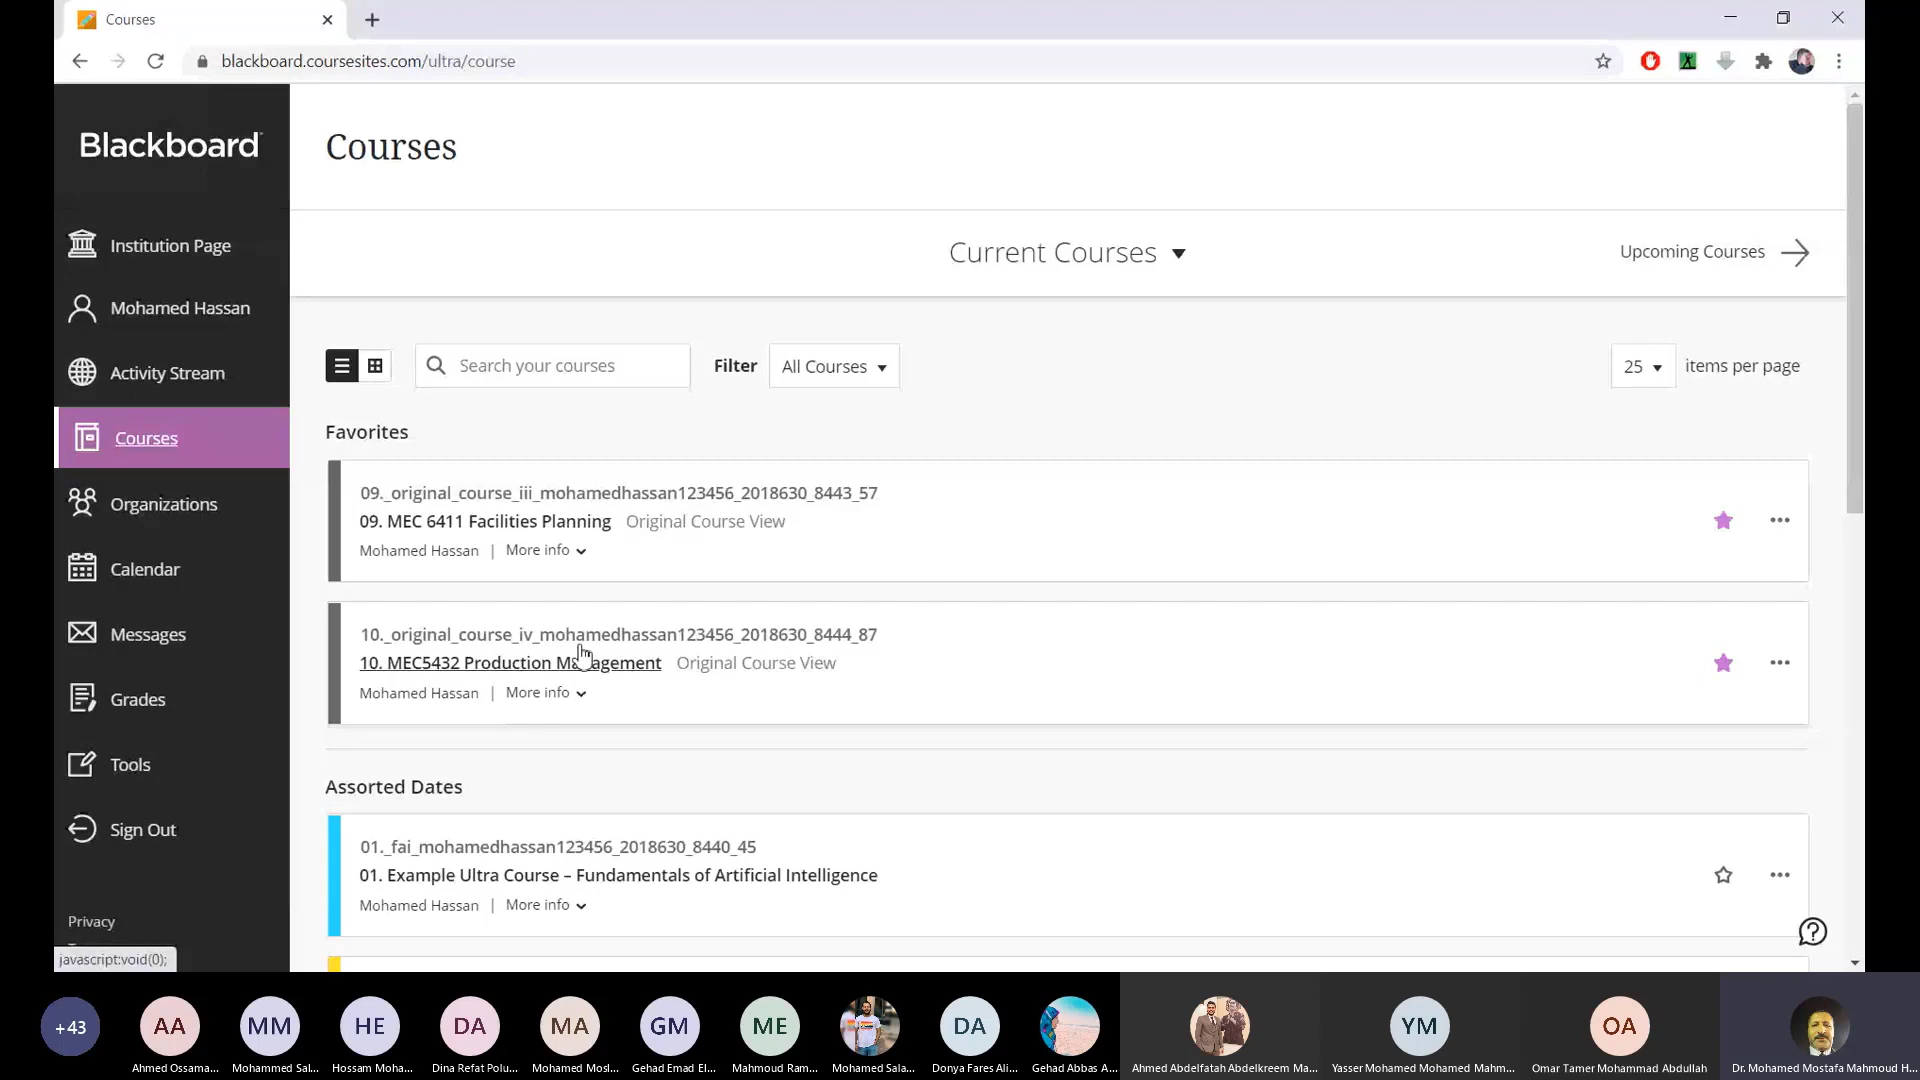 Courses
blackboard.coursesites.com/ultra/course
Blackboard
Institution Page
Mohamed Hassan
Activity Stream
Courses
Organizations
Calendar
Messages
Grades
Tools
Sign Out
Privacy
javascript:void(0);
Courses
Current Courses
Upcoming Courses
Search your courses
Filter
All Courses
25
items per page
Favorites
09._original_course_iii_mohamedhassan123456_2018630_8443_57
09. MEC 6411 Facilities Planning Original Course View
Mohamed Hassan | More info
10._original_course_iv_mohamedhassan123456_2018630_8444_87
10. MEC5432 Production Management Original Course View
Mohamed Hassan | More info
Assorted Dates
01._fai_mohamedhassan123456_2018630_8440_45
01. Example Ultra Course – Fundamentals of Artificial Intelligence
Mohamed Hassan | More info
+43
AA
MM
HE
DA
MA
GM
ME
DA
YM
OA
Ahmed Ossama...
Mohammed Sal...
Hossam Moha...
Dina Refat Polu...
Mohamed Mosl...
Gehad Emad El...
Mahmoud Ram...
Mohamed Sala...
Donya Fares Ali...
Gehad Abbas A...
Ahmed Abdelfatah Abdelkreem Ma...
Yasser Mohamed Mohamed Mahm...
Omar Tamer Mohammad Abdullah
Dr. Mohamed Mostafa Mahmoud H...